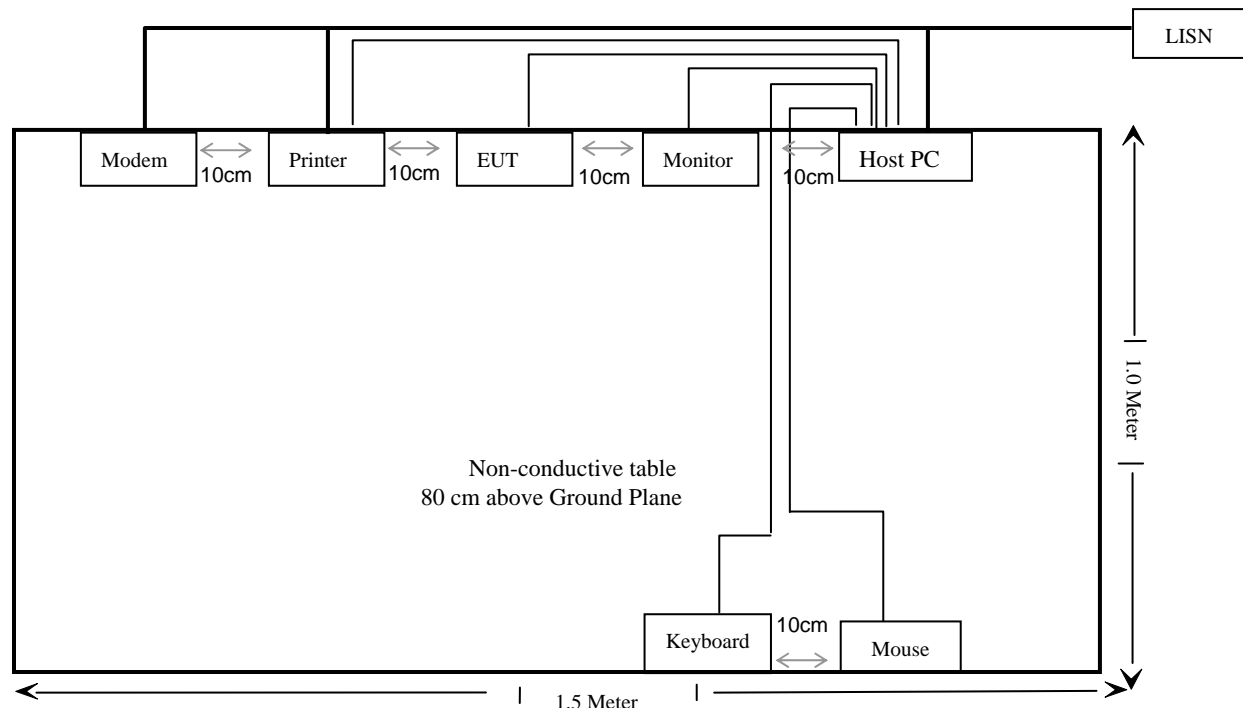 LISN
Modem
10cm
Printer
10cm
EUT
10cm
Monitor
10cm
Host PC
1.0 Meter
Non-conductive table
80 cm above Ground Plane
Keyboard
10cm
Mouse
1.5 Meter